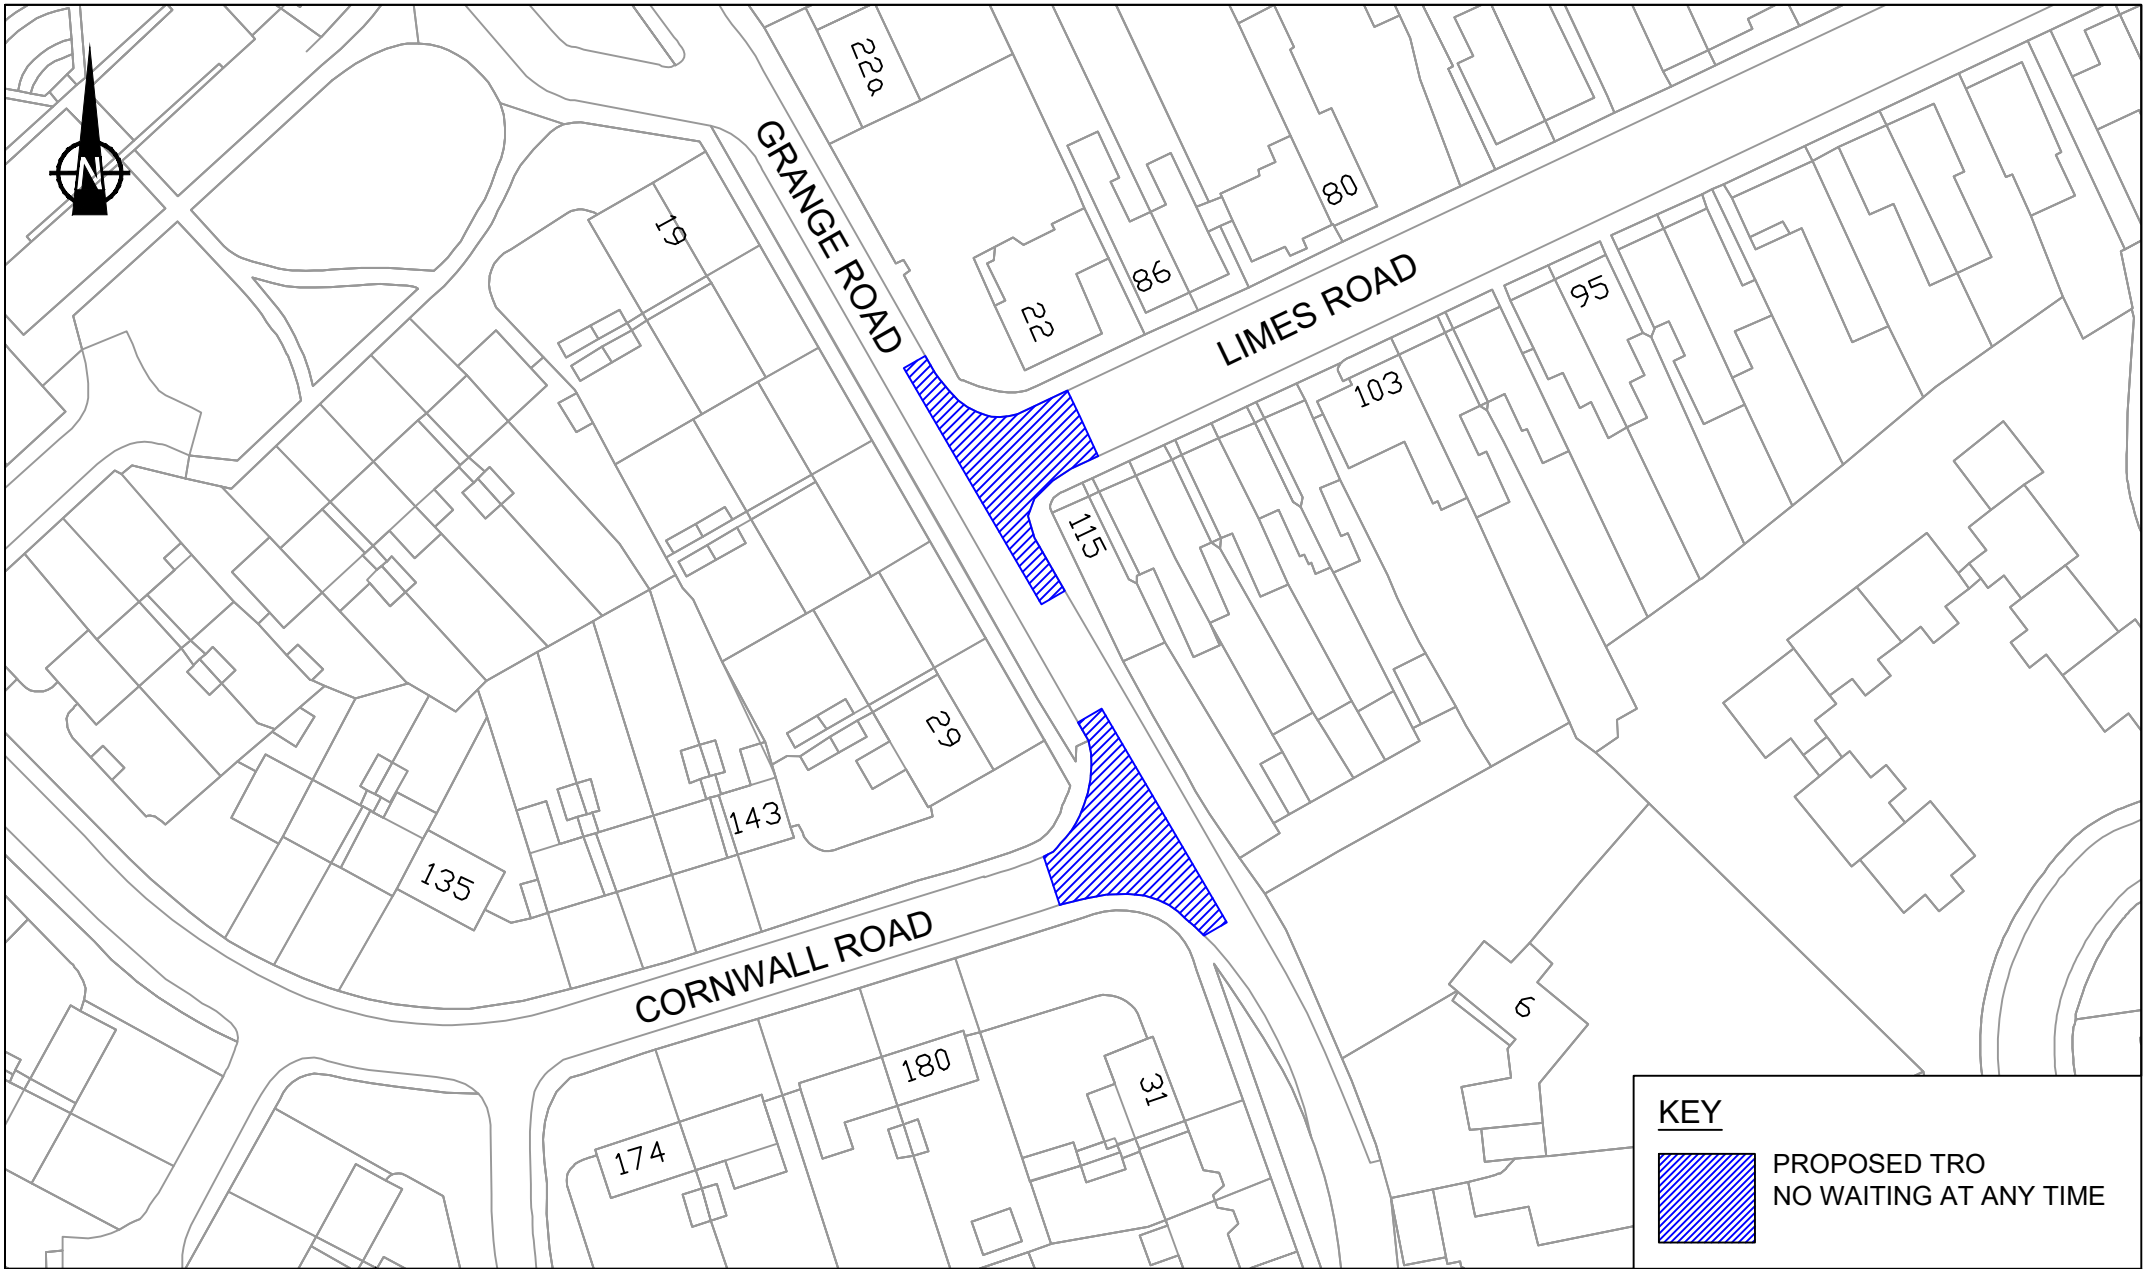 N
22a
GRANGE ROAD
19
80
86
22
LIMES ROAD
95
103
115
29
143
135
CORNWALL ROAD
6
180
31
174
KEY
PROPOSED TRO
NO WAITING AT ANY TIME